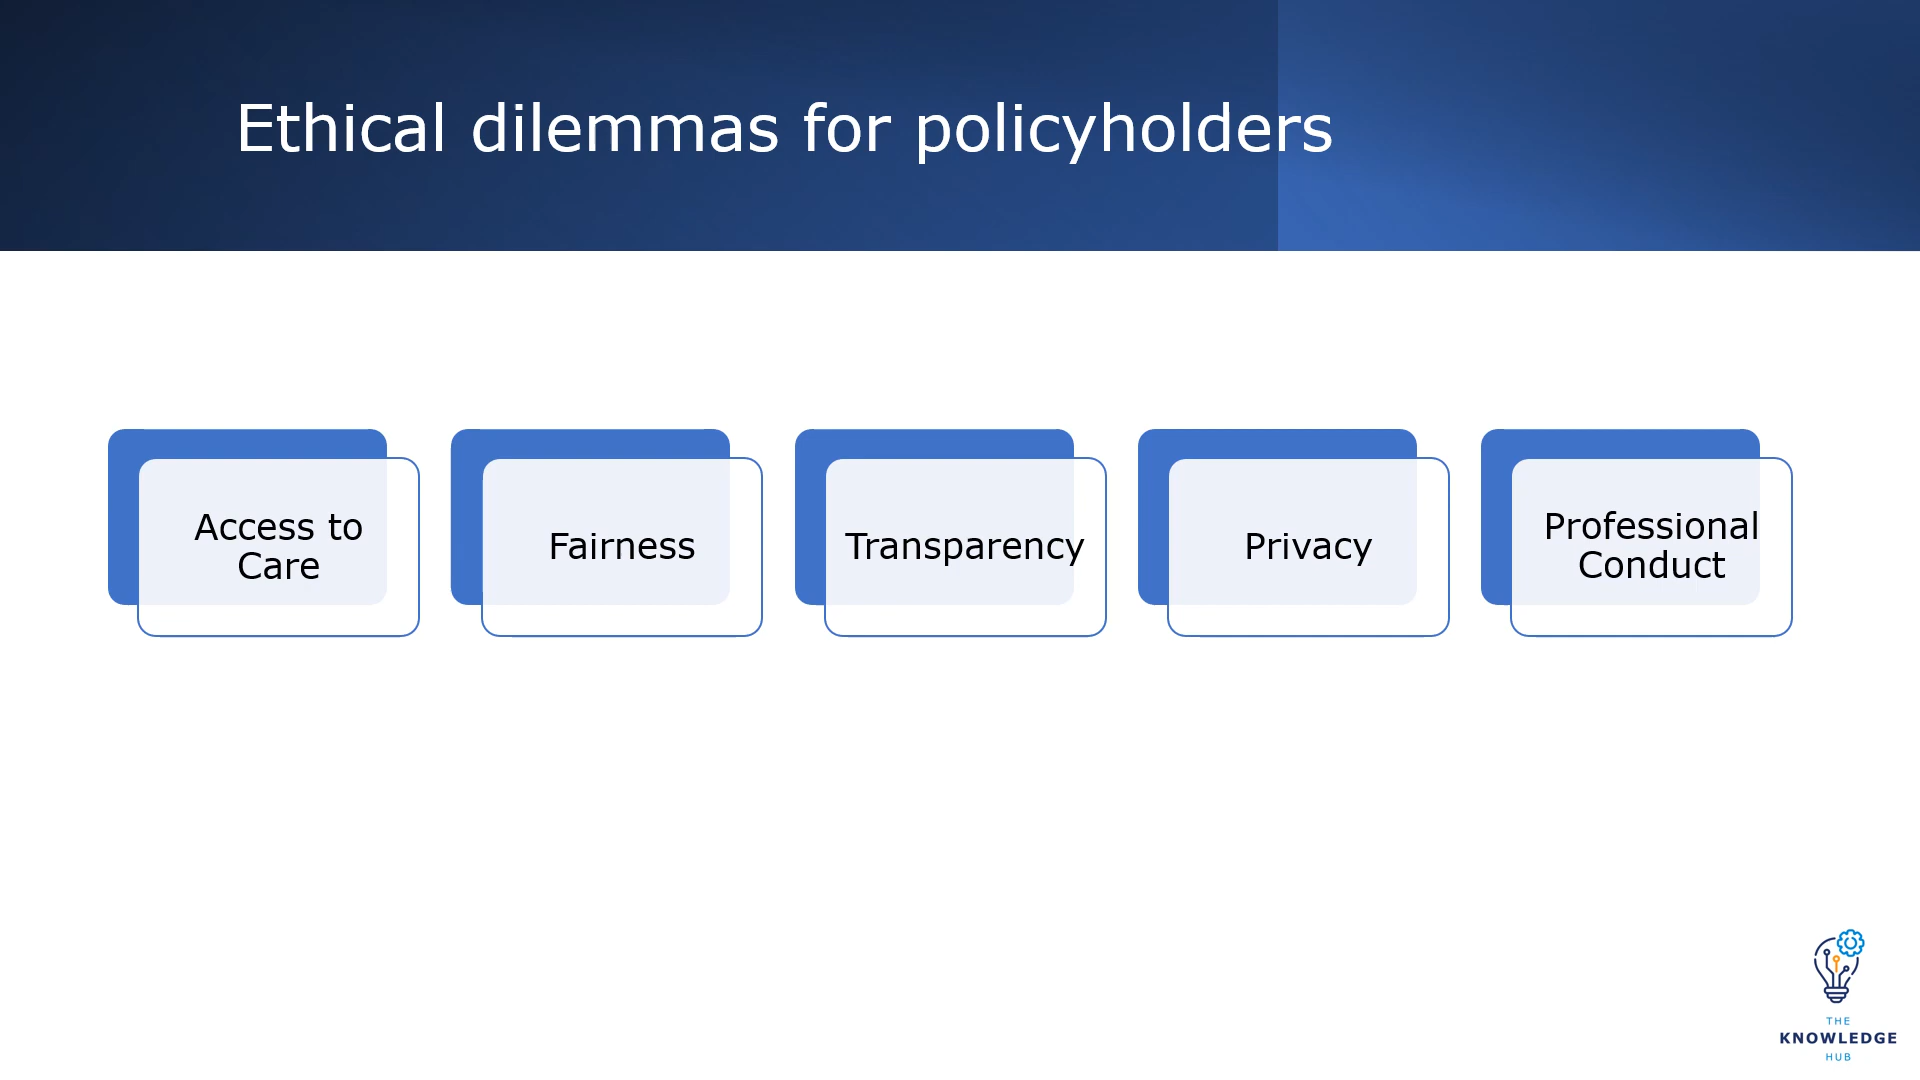 Ethical dilemmas for policyholders
Access to
Care
Fairness
Transparency
Privacy
Professional
Conduct
THE
KNOWLEDGE
HUB